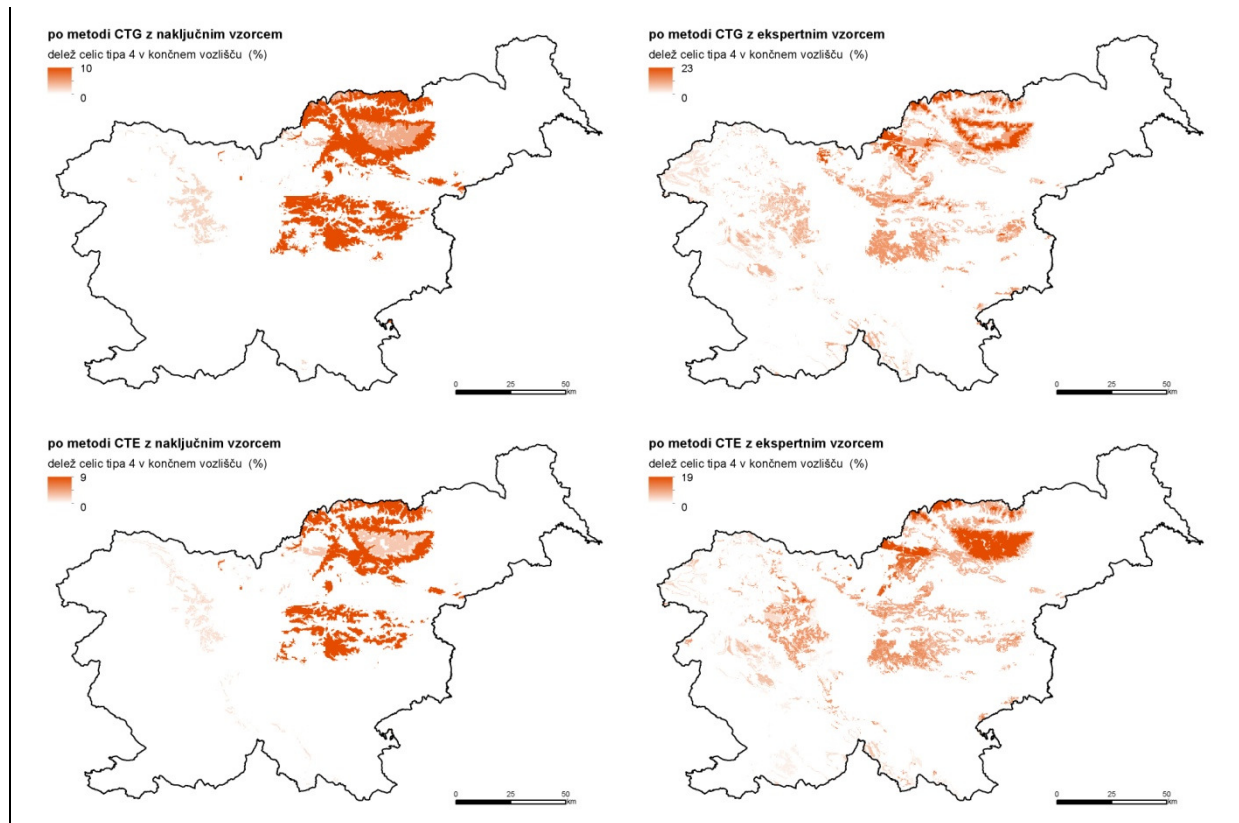 po metodi CTG z naključnim vzorcem
delež celic tipa 4 v končnem vozlišču (%)
10
0
0 25 50
km
po metodi CTG z ekspertnim vzorcem
delež celic tipa 4 v končnem vozlišču (%)
23
0
0 25 50
km
po metodi CTE z naključnim vzorcem
delež celic tipa 4 v končnem vozlišču (%)
9
0
0 25 50
km
po metodi CTE z ekspertnim vzorcem
delež celic tipa 4 v končnem vozlišču (%)
19
0
0 25 50
km